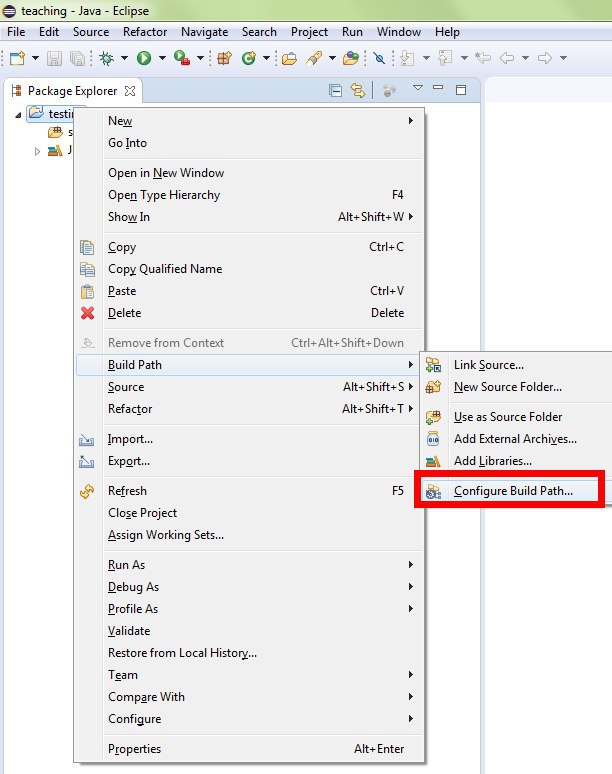 teaching - Java - Eclipse
File Edit Source Refactor Navigate Search Project Run Window Help
Package Explorer
New
Go Into
Open in New Window
Open Type Hierarchy F4
Show In Alt+Shift+W
Copy Ctrl+C
Copy Qualified Name
Paste Ctrl+V
Delete Delete
Remove from Context Ctrl+Alt+Shift+Down
Build Path
Source Alt+Shift+S
Refactor Alt+Shift+T
Import...
Export...
Refresh F5
Close Project
Assign Working Sets...
Run As
Debug As
Profile As
Validate
Restore from Local History...
Team
Compare With
Configure
Properties Alt+Enter
Link Source...
New Source Folder...
Use as Source Folder
Add External Archives...
Add Libraries...
Configure Build Path...